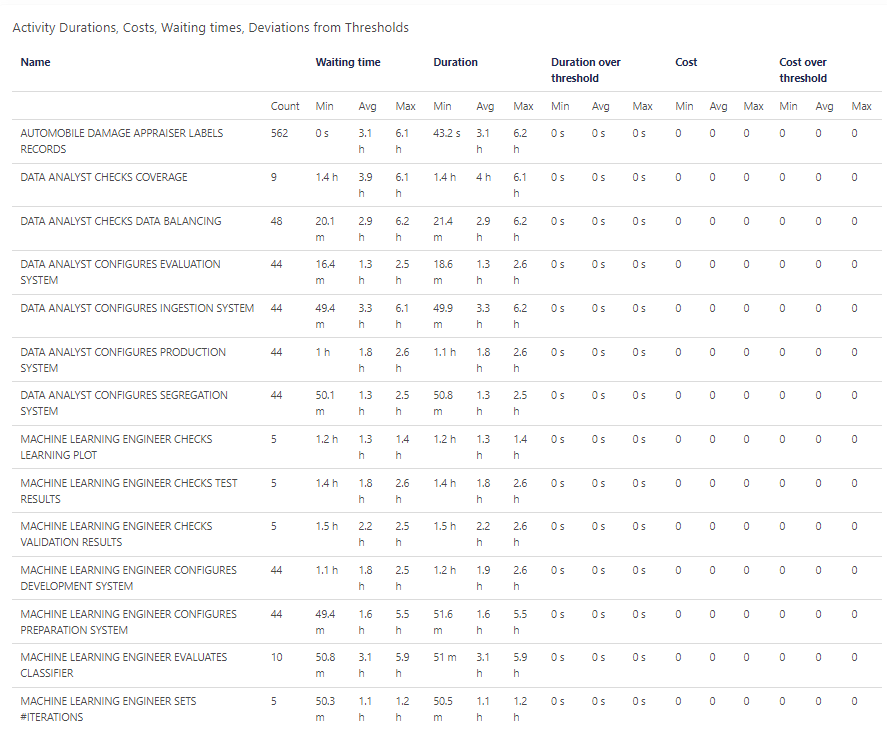 Activity Durations, Costs, Waiting times, Deviations from Thresholds
Name Waiting time Duration Duration over Cost Cost over
threshold threshold
Count Min Avg Max Min Avg Max Min Avg Max Min Avg Max Min Avg Max
AUTOMOBILE DAMAGE APPRAISER LABELS 562 0 s 3.1 6.1 43.2 s 3.1 6.2 0 s 0 s 0 s 0 0 0 0 0 0
RECORDS h h h h
DATA ANALYST CHECKS COVERAGE 9 1.4 h 3.9 6.1 1.4 h 4 h 6.1 0 s 0 s 0 s 0 0 0 0 0 0
h h h
DATA ANALYST CHECKS DATA BALANCING 48 20.1 2.9 6.2 21.4 2.9 6.2 0 s 0 s 0 s 0 0 0 0 0 0
m h h m h h
DATA ANALYST CONFIGURES EVALUATION 44 16.4 1.3 2.5 18.6 1.3 2.6 0 s 0 s 0 s 0 0 0 0 0 0
SYSTEM m h h m h h
DATA ANALYST CONFIGURES INGESTION SYSTEM 44 49.4 3.3 6.1 49.9 3.3 6.2 0 s 0 s 0 s 0 0 0 0 0 0
m h h m h h
DATA ANALYST CONFIGURES PRODUCTION 44 1 h 1.8 2.6 1.1 h 1.8 2.6 0 s 0 s 0 s 0 0 0 0 0 0
SYSTEM h h h h
DATA ANALYST CONFIGURES SEGREGATION 44 50.1 1.3 2.5 50.8 1.3 2.5 0 s 0 s 0 s 0 0 0 0 0 0
SYSTEM m h h m h h
MACHINE LEARNING ENGINEER CHECKS 5 1.2 h 1.3 1.4 1.2 h 1.3 1.4 0 s 0 s 0 s 0 0 0 0 0 0
LEARNING PLOT h h h h
MACHINE LEARNING ENGINEER CHECKS TEST 5 1.4 h 1.8 2.6 1.4 h 1.8 2.6 0 s 0 s 0 s 0 0 0 0 0 0
RESULTS h h h h
MACHINE LEARNING ENGINEER CHECKS 5 1.5 h 2.2 2.5 1.5 h 2.2 2.6 0 s 0 s 0 s 0 0 0 0 0 0
VALIDATION RESULTS h h h h
MACHINE LEARNING ENGINEER CONFIGURES 44 1.1 h 1.8 2.5 1.2 h 1.9 2.6 0 s 0 s 0 s 0 0 0 0 0 0
DEVELOPMENT SYSTEM h h h h
MACHINE LEARNING ENGINEER CONFIGURES 44 49.4 1.6 5.5 51.6 1.6 5.5 0 s 0 s 0 s 0 0 0 0 0 0
PREPARATION SYSTEM m h h m h h
MACHINE LEARNING ENGINEER EVALUATES 10 50.8 3.1 5.9 51 m 3.1 5.9 0 s 0 s 0 s 0 0 0 0 0 0
CLASSIFIER m h h h h
MACHINE LEARNING ENGINEER SETS 5 50.3 1.1 1.2 50.5 1.1 1.2 0 s 0 s 0 s 0 0 0 0 0 0
#ITERATIONS m h h m h h